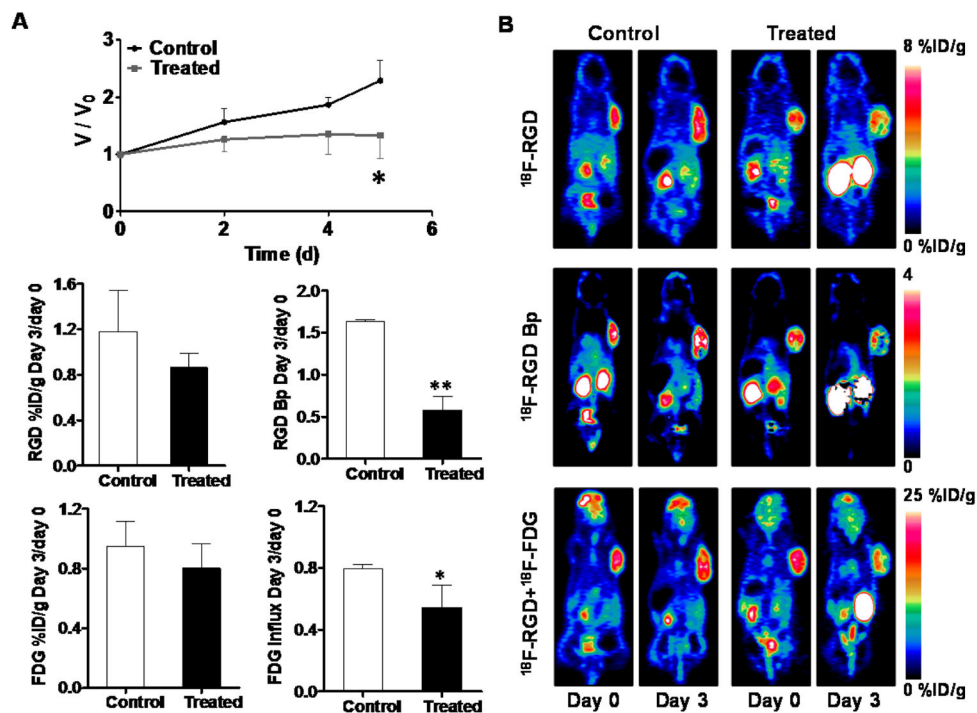 A
3
2
1
0
V / V0
Control
Treated
*
0 2 4 6
Time (d)
1.6
1.2
0.8
0.4
0.0
RGD %ID/g Day 3/day 0
Control Treated
2.0
1.5
1.0
0.5
0.0
RGD Bp Day 3/day 0
**
Control Treated
1.2
0.8
0.4
0.0
FDG %ID/g Day 3/day 0
Control Treated
1.2
0.8
0.4
0.0
FDG Influx Day 3/day 0
*
Control Treated
B
Control Treated
18F-RGD
8 %ID/g
0 %ID/g
18F-RGD Bp
4
0
18F-RGD+18F-FDG
25 %ID/g
0 %ID/g
Day 0 Day 3 Day 0 Day 3